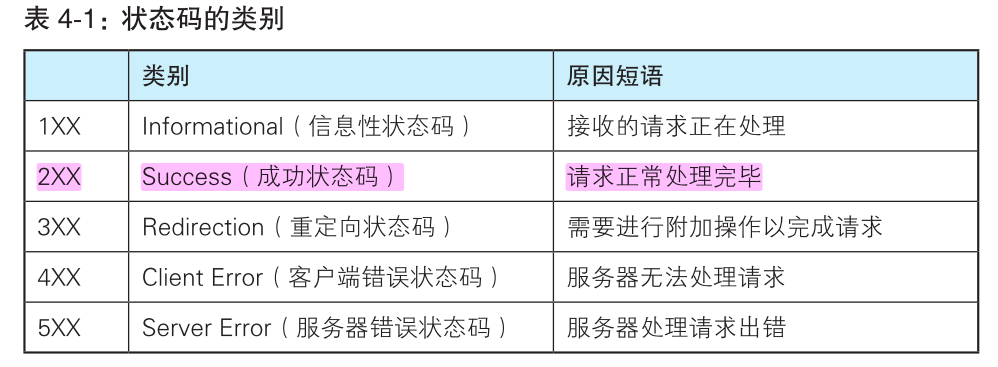 表 4-1：状态码的类别
类别 原因短语
1XX Informational（信息性状态码） 接收的请求正在处理
2XX Success（成功状态码） 请求正常处理完毕
3XX Redirection（重定向状态码） 需要进行附加操作以完成请求
4XX Client Error（客户端错误状态码） 服务器无法处理请求
5XX Server Error（服务器错误状态码） 服务器处理请求出错